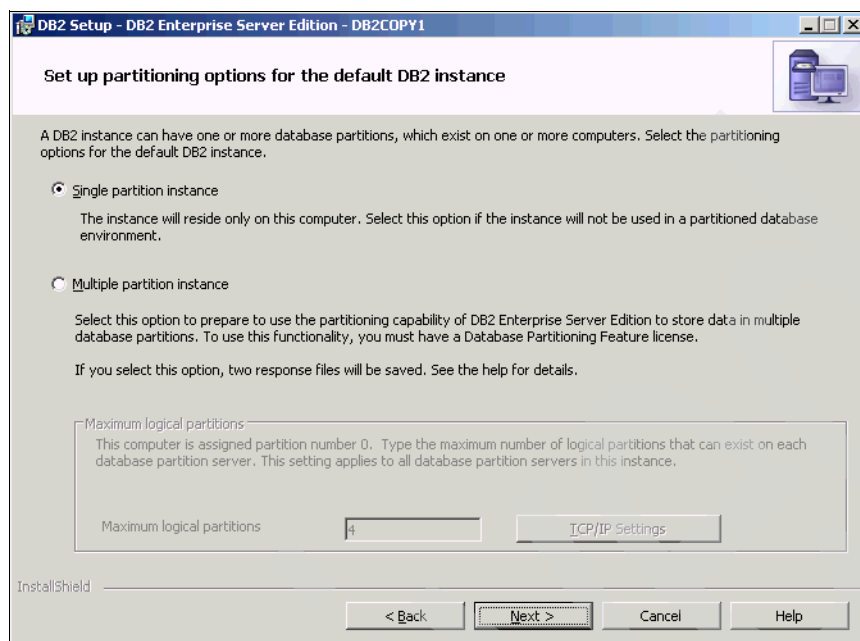 DB2 Setup - DB2 Enterprise Server Edition - DB2COPY1
Set up partitioning options for the default DB2 instance
A DB2 instance can have one or more database partitions, which exist on one or more computers. Select the partitioning
options for the default DB2 instance.
Single partition instance
The instance will reside only on this computer. Select this option if the instance will not be used in a partitioned database
environment.
Multiple partition instance
Select this option to prepare to use the partitioning capability of DB2 Enterprise Server Edition to store data in multiple
database partitions. To use this functionality, you must have a Database Partitioning Feature license.
If you select this option, two response files will be saved. See the help for details.
Maximum logical partitions
This computer is assigned partition number 0. Type the maximum number of logical partitions that can exist on each
database partition server. This setting applies to all database partition servers in this instance.
Maximum logical partitions 4 TCP/IP Settings
InstallShield
< Back Next > Cancel Help